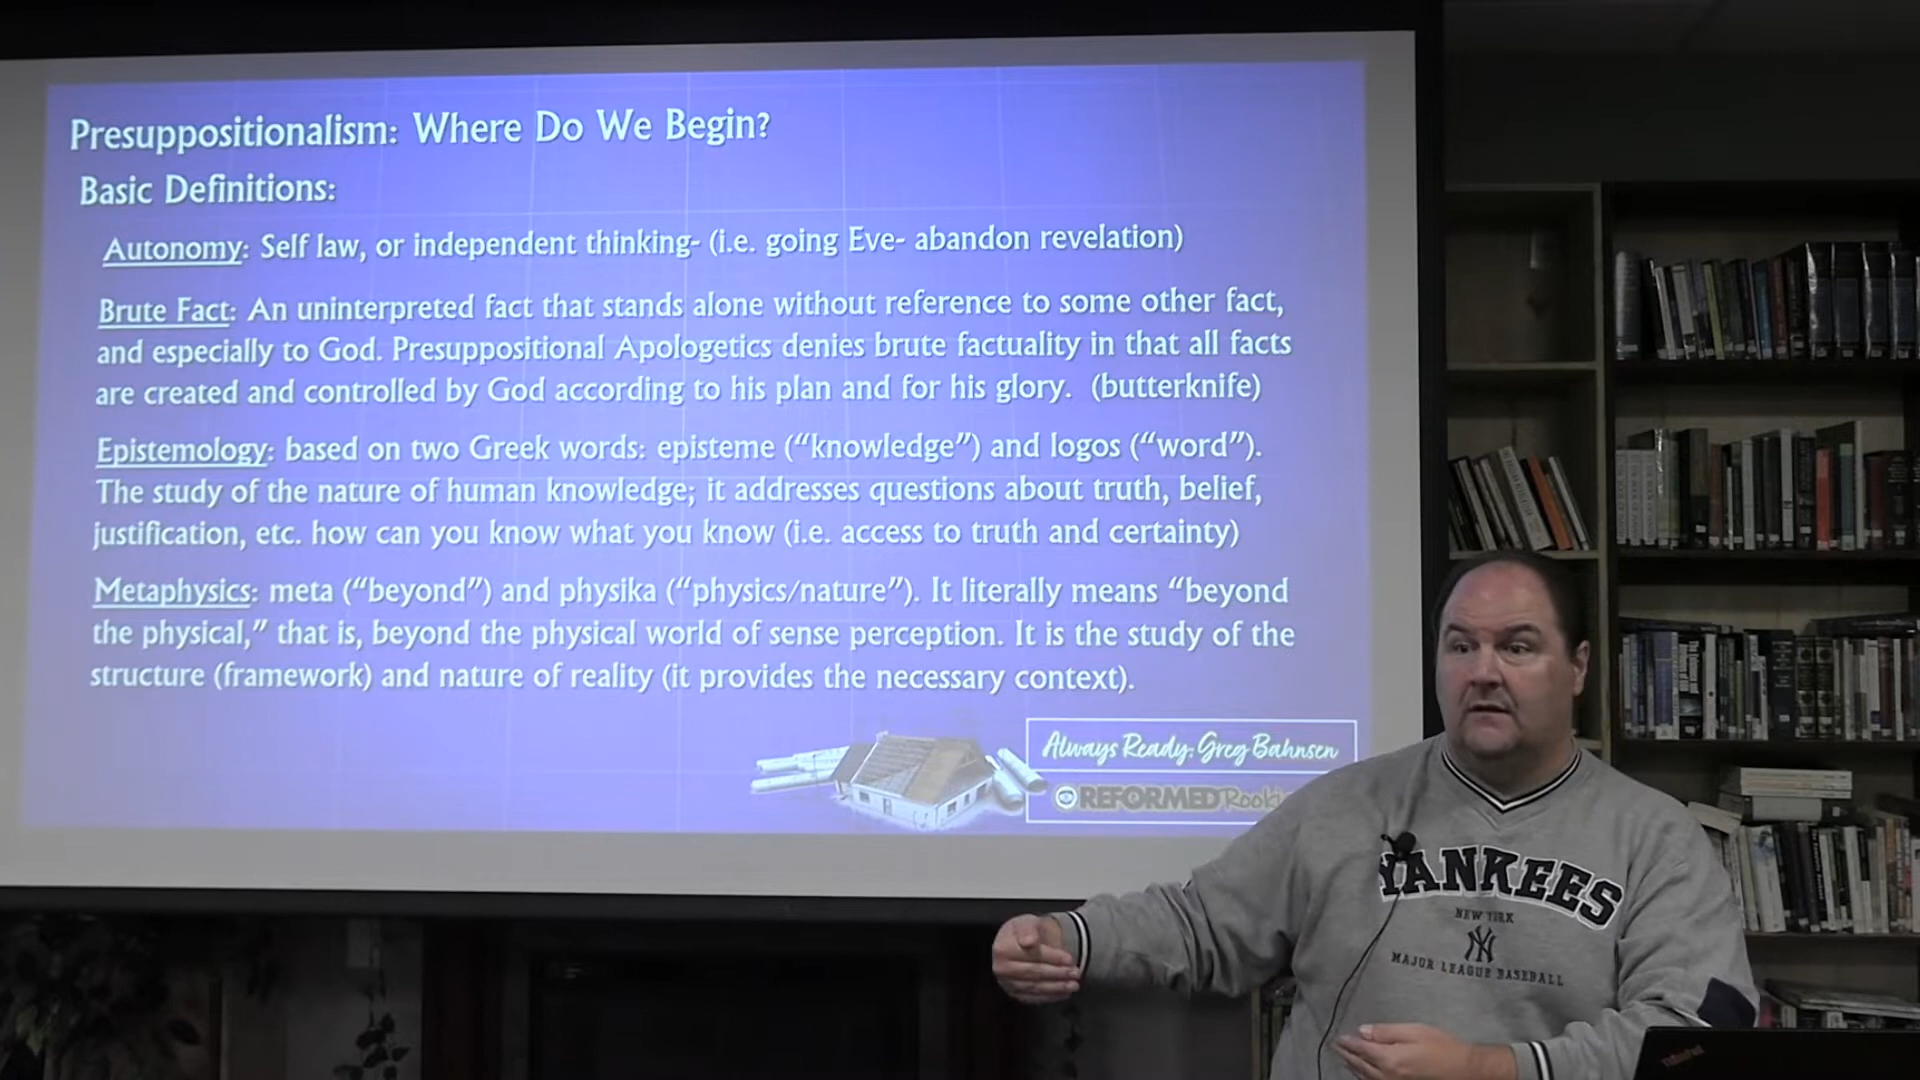 Presuppositionalism: Where Do We Begin?
Basic Definitions:
Autonomy: Self law, or independent thinking- (i.e. going Eve- abandon revelation)
Brute Fact: An uninterpreted fact that stands alone without reference to some other fact,
and especially to God. Presuppositional Apologetics denies brute factuality in that all facts
are created and controlled by God according to his plan and for his glory. (butterknife)
Epistemology: based on two Greek words: episteme (“knowledge”) and logos (“word”).
The study of the nature of human knowledge; it addresses questions about truth, belief,
justification, etc. how can you know what you know (i.e. access to truth and certainty)
Metaphysics: meta (“beyond”) and physika (“physics/nature”). It literally means “beyond
the physical,” that is, beyond the physical world of sense perception. It is the study of the
structure (framework) and nature of reality (it provides the necessary context).
Always Ready: Greg Bahnsen
REFORMED
YANKEES
NEW YORK
NY
MAJOR LEAGUE BASEBALL
ThinkPad